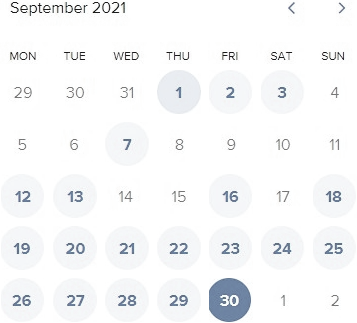 September 2021
MON TUE WED THU FRI SAT SUN
29 30 31 1 2 3 4
5 6 7 8 9 10 11
12 13 14 15 16 17 18
19 20 21 22 23 24 25
26 27 28 29 30 1 2